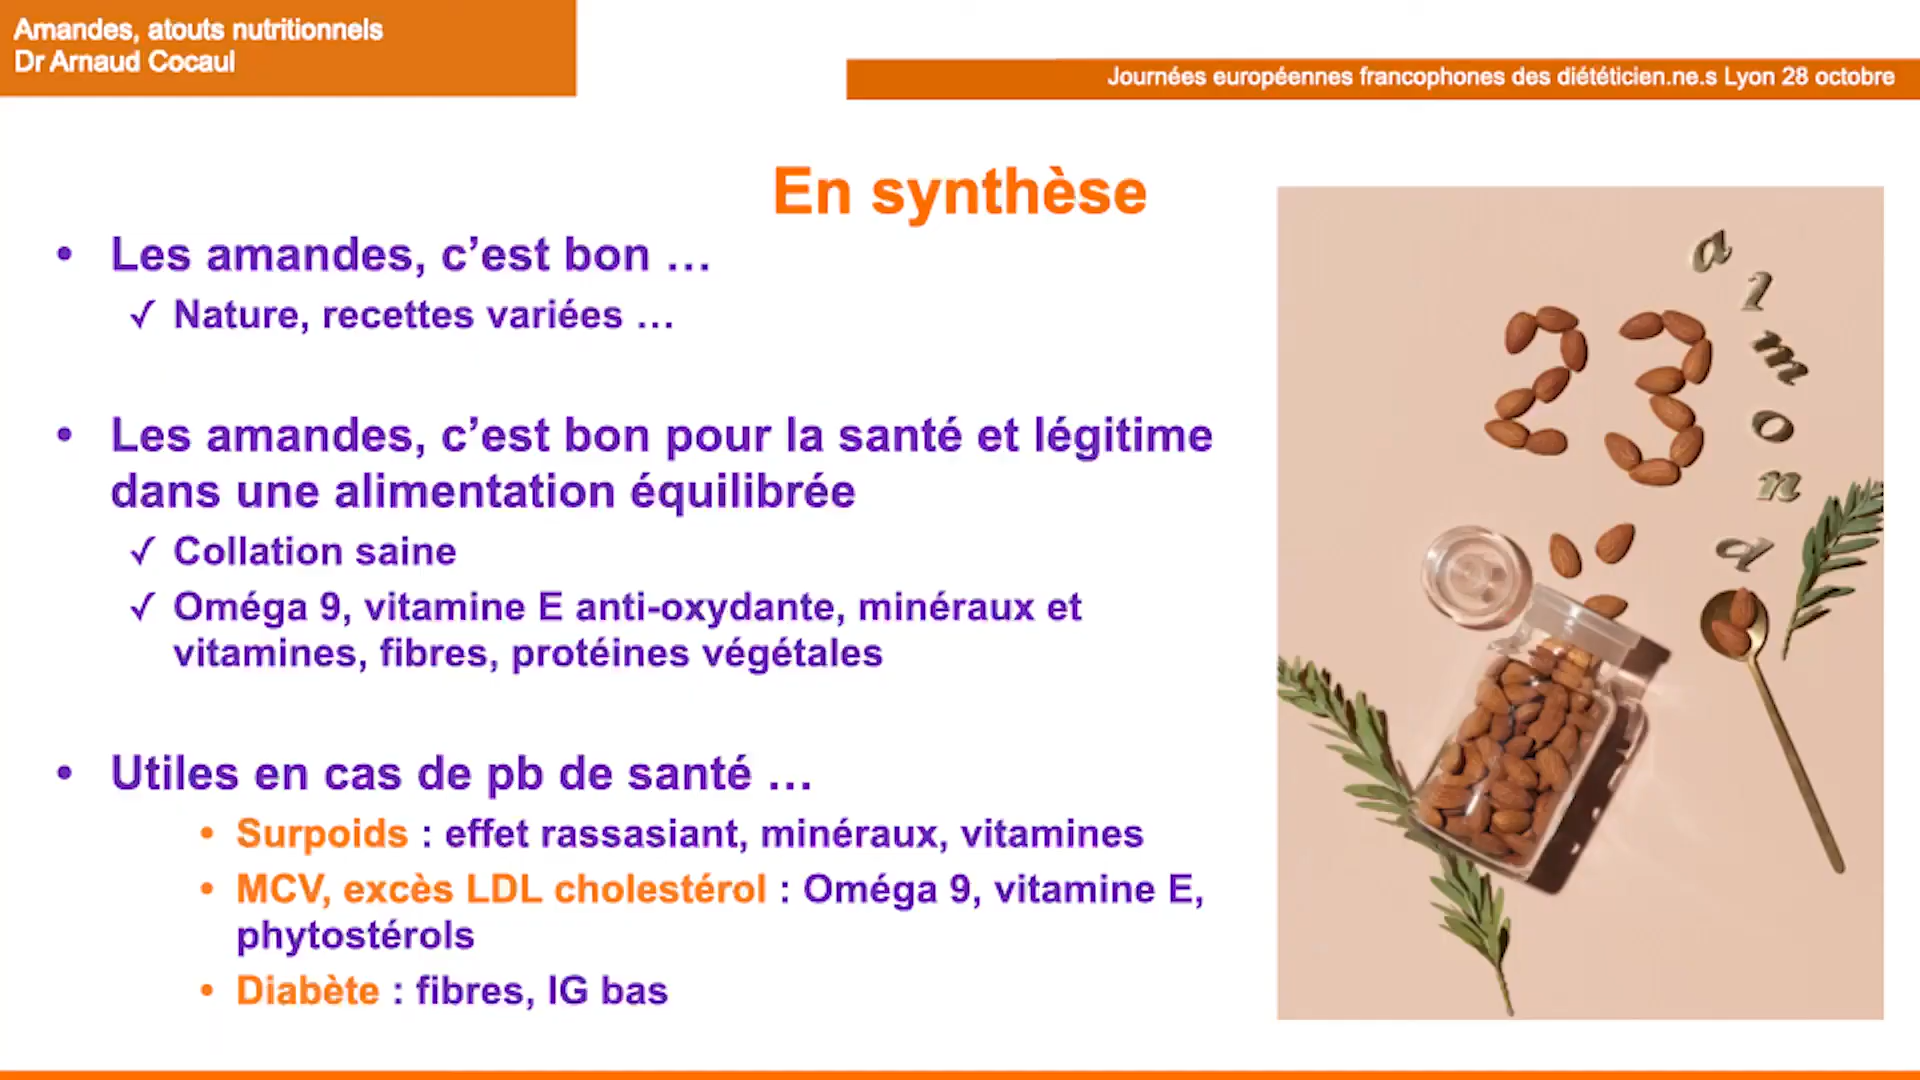 Amandes, atouts nutritionnels
Dr Arnaud Cocaul
Journées européennes francophones des diététicien.ne.s Lyon 28 octobre
En synthèse
• Les amandes, c’est bon …
✓ Nature, recettes variées …
• Les amandes, c’est bon pour la santé et légitime
dans une alimentation équilibrée
✓ Collation saine
✓ Oméga 9, vitamine E anti-oxydante, minéraux et
vitamines, fibres, protéines végétales
• Utiles en cas de pb de santé …
• Surpoids : effet rassasiant, minéraux, vitamines
• MCV, excès LDL cholestérol : Oméga 9, vitamine E,
phytostérols
• Diabète : fibres, IG bas
23
almond